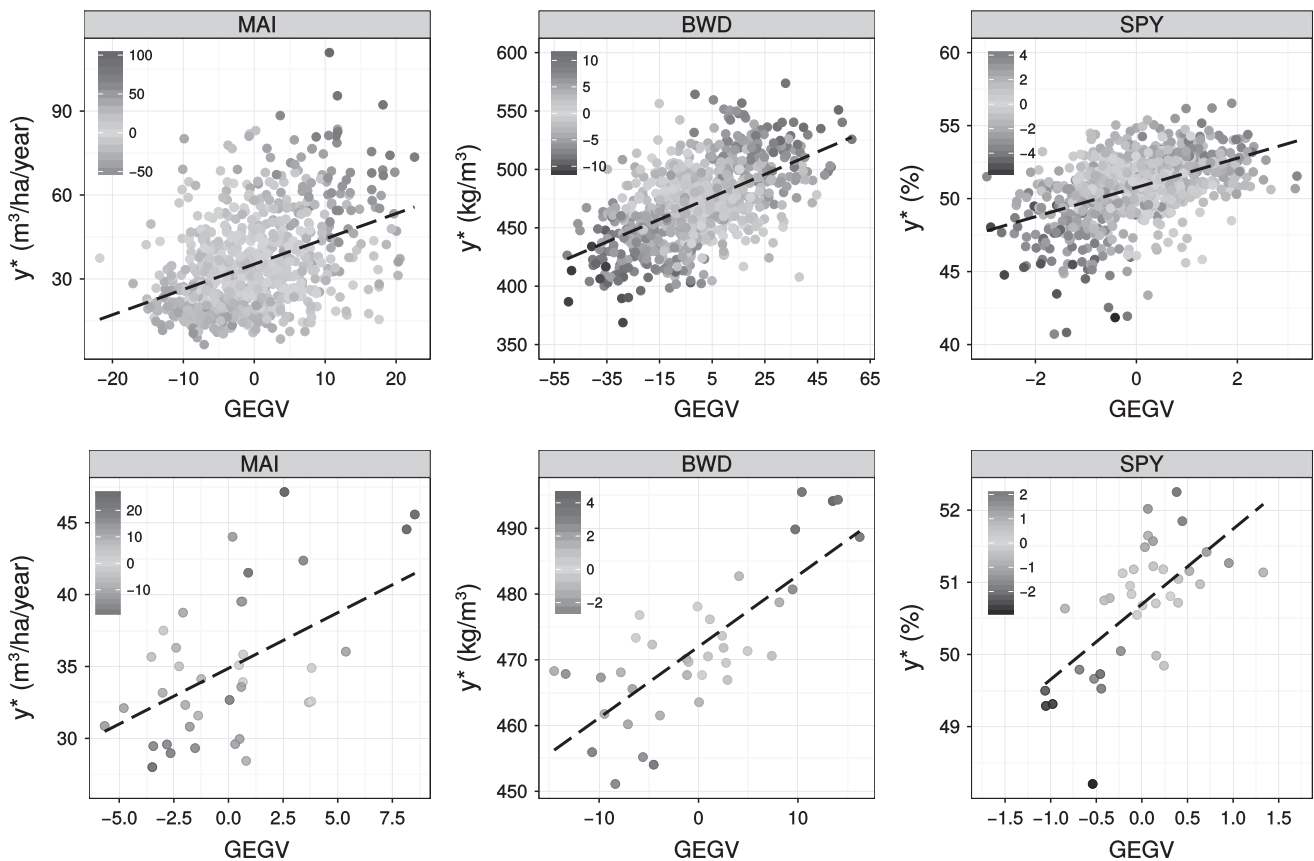 MAI
BWD
SPY
y* (m³/ha/year)
90
60
30
100
50
0
−50
−20 −10 0 10 20
GEGV
y* (kg/m³)
600
550
500
450
400
350
10
5
0
−5
−10
−55 −35 −15 5 25 45 65
GEGV
y* (%)
60
55
50
45
40
4
2
0
−2
−4
−2 0 2
GEGV
MAI
BWD
SPY
y* (m³/ha/year)
45
40
35
30
20
10
0
−10
−5.0 −2.5 0.0 2.5 5.0 7.5
GEGV
y* (kg/m³)
490
480
470
460
450
4
2
0
−2
−10 0 10
GEGV
y* (%)
52
51
50
49
2
1
0
−1
−2
−1.5 −1.0 −0.5 0.0 0.5 1.0 1.5
GEGV